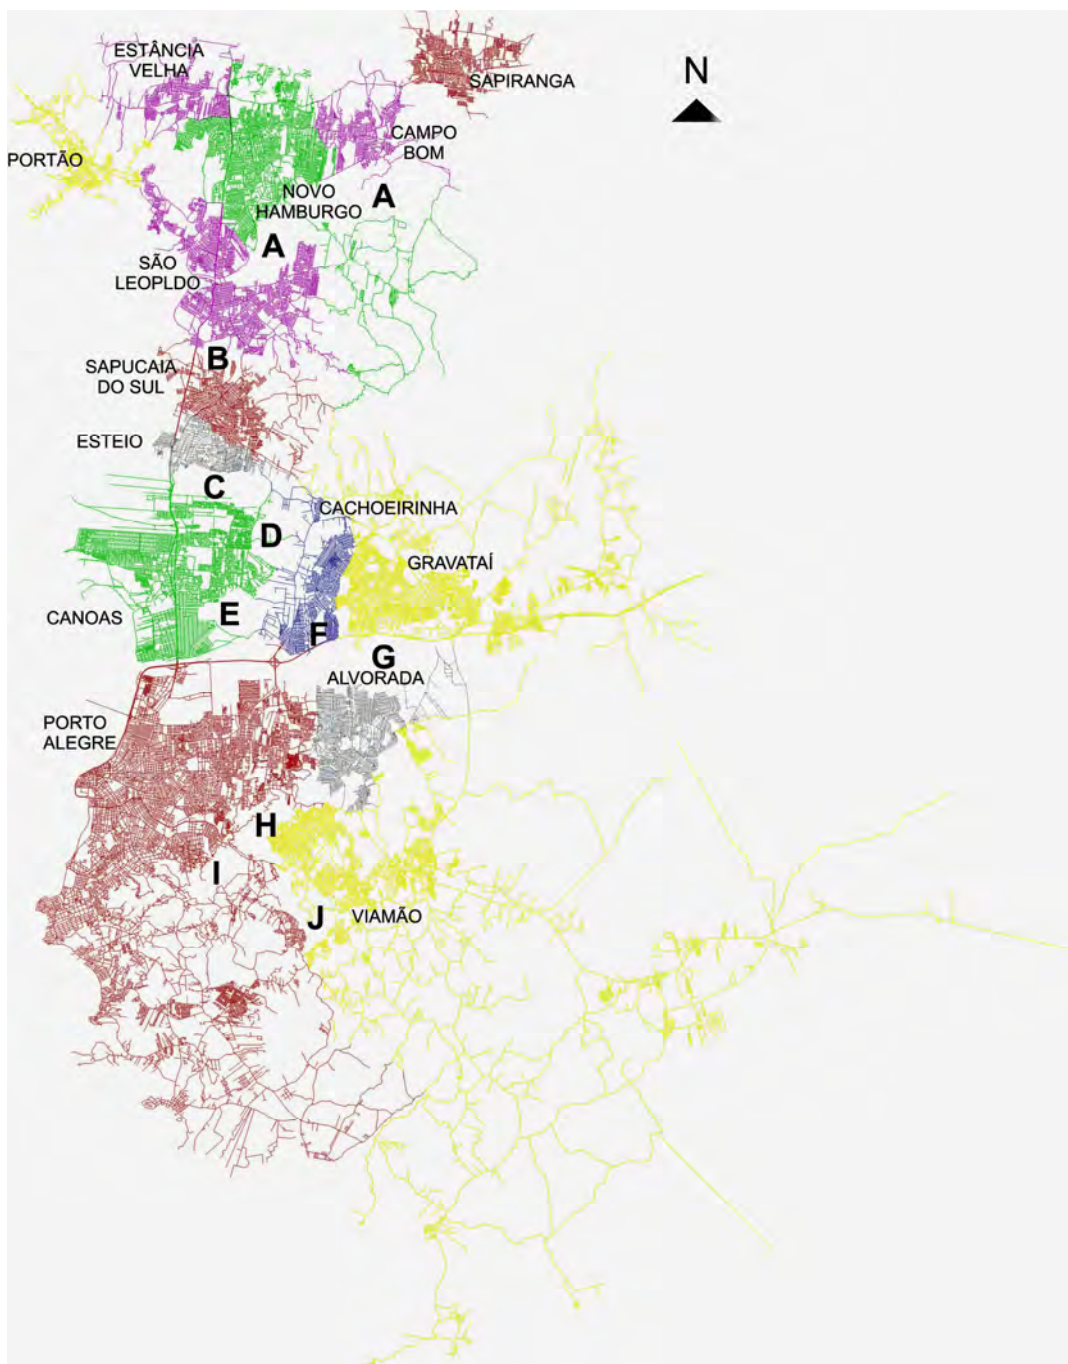 ESTÂNCIA
VELHA
N
SAPIRANGA
CAMPO
BOM
PORTÃO
NOVO
HAMBURGO
A
A
SÃO
LEOPLDO
B
SAPUCAIA
DO SUL
ESTEIO
C
CACHOEIRINHA
D
GRAVATAÍ
CANOAS
E
F
G
ALVORADA
PORTO
ALEGRE
H
I
J
VIAMÃO